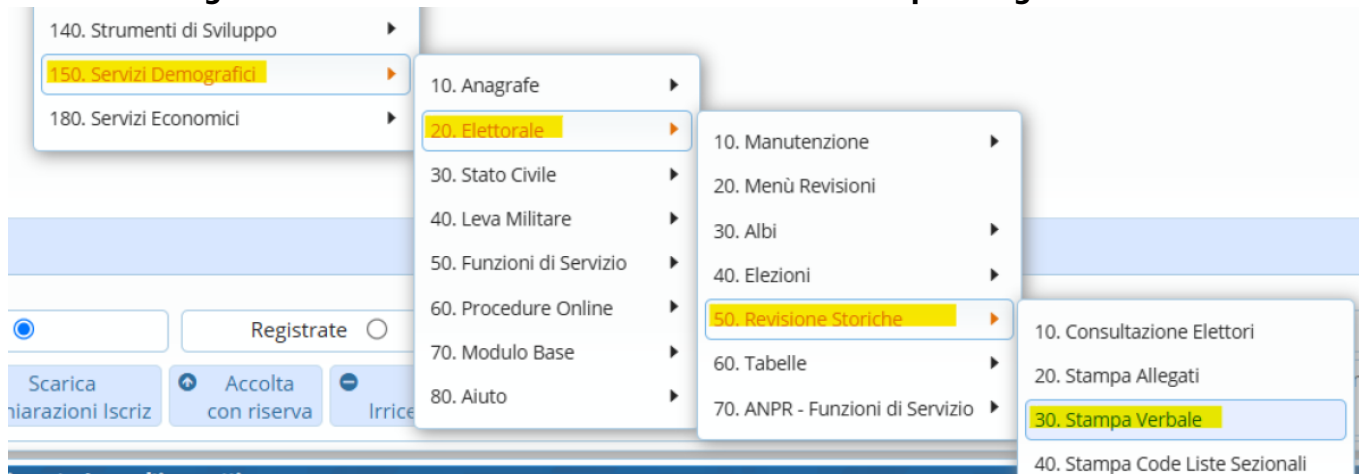 140. Strumenti di Sviluppo
150. Servizi Demografici
180. Servizi Economici
10. Anagrafe
20. Elettorale
30. Stato Civile
40. Leva Militare
50. Funzioni di Servizio
60. Procedure Online
70. Modulo Base
80. Aiuto
10. Manutenzione
20. Menù Revisioni
30. Albi
40. Elezioni
50. Revisione Storiche
60. Tabelle
70. ANPR - Funzioni di Servizio
10. Consultazione Elettori
20. Stampa Allegati
30. Stampa Verbale
40. Stampa Code Liste Sezionali
Registrate
Scarica
hiarazioni Iscriz
Accolta
con riserva
Irrice